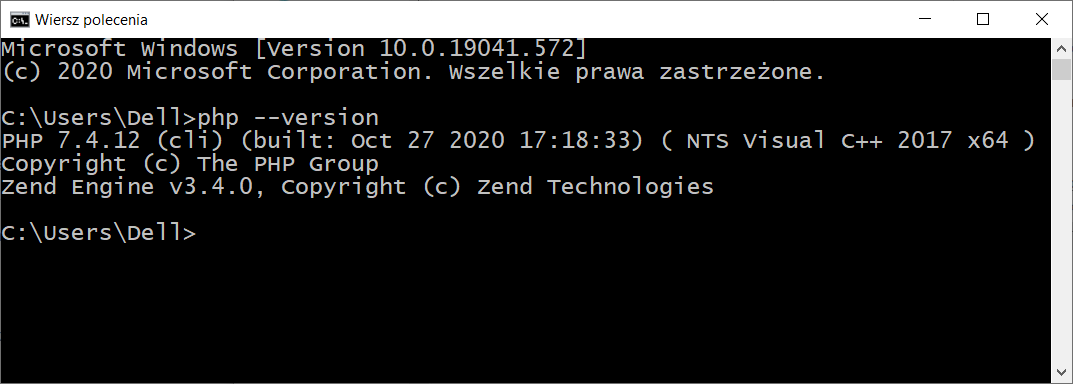 Wiersz polecenia
Microsoft Windows [Version 10.0.19041.572]
(c) 2020 Microsoft Corporation. Wszelkie prawa zastrzeżone.
C:\Users\Dell>php --version
PHP 7.4.12 (cli) (built: Oct 27 2020 17:18:33) ( NTS Visual C++ 2017 x64 )
Copyright (c) The PHP Group
Zend Engine v3.4.0, Copyright (c) Zend Technologies
C:\Users\Dell>